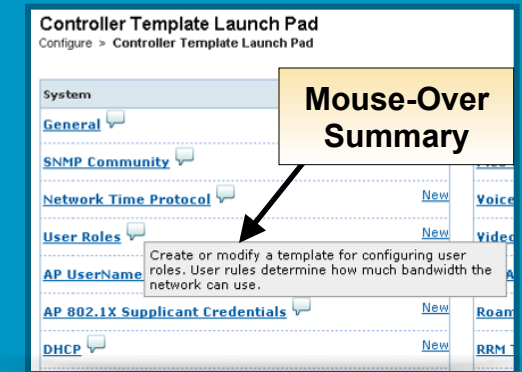 Controller Template Launch Pad
Configure > Controller Template Launch Pad
System
General
SNMP Community
Network Time Protocol New
User Roles New
AP UserName
AP 802.1X Supplicant Credentials New
DHCP New
Mouse-Over
Summary
Create or modify a template for configuring user
roles. User rules determine how much bandwidth the
network can use.
Voice
Video
Roam
RRM